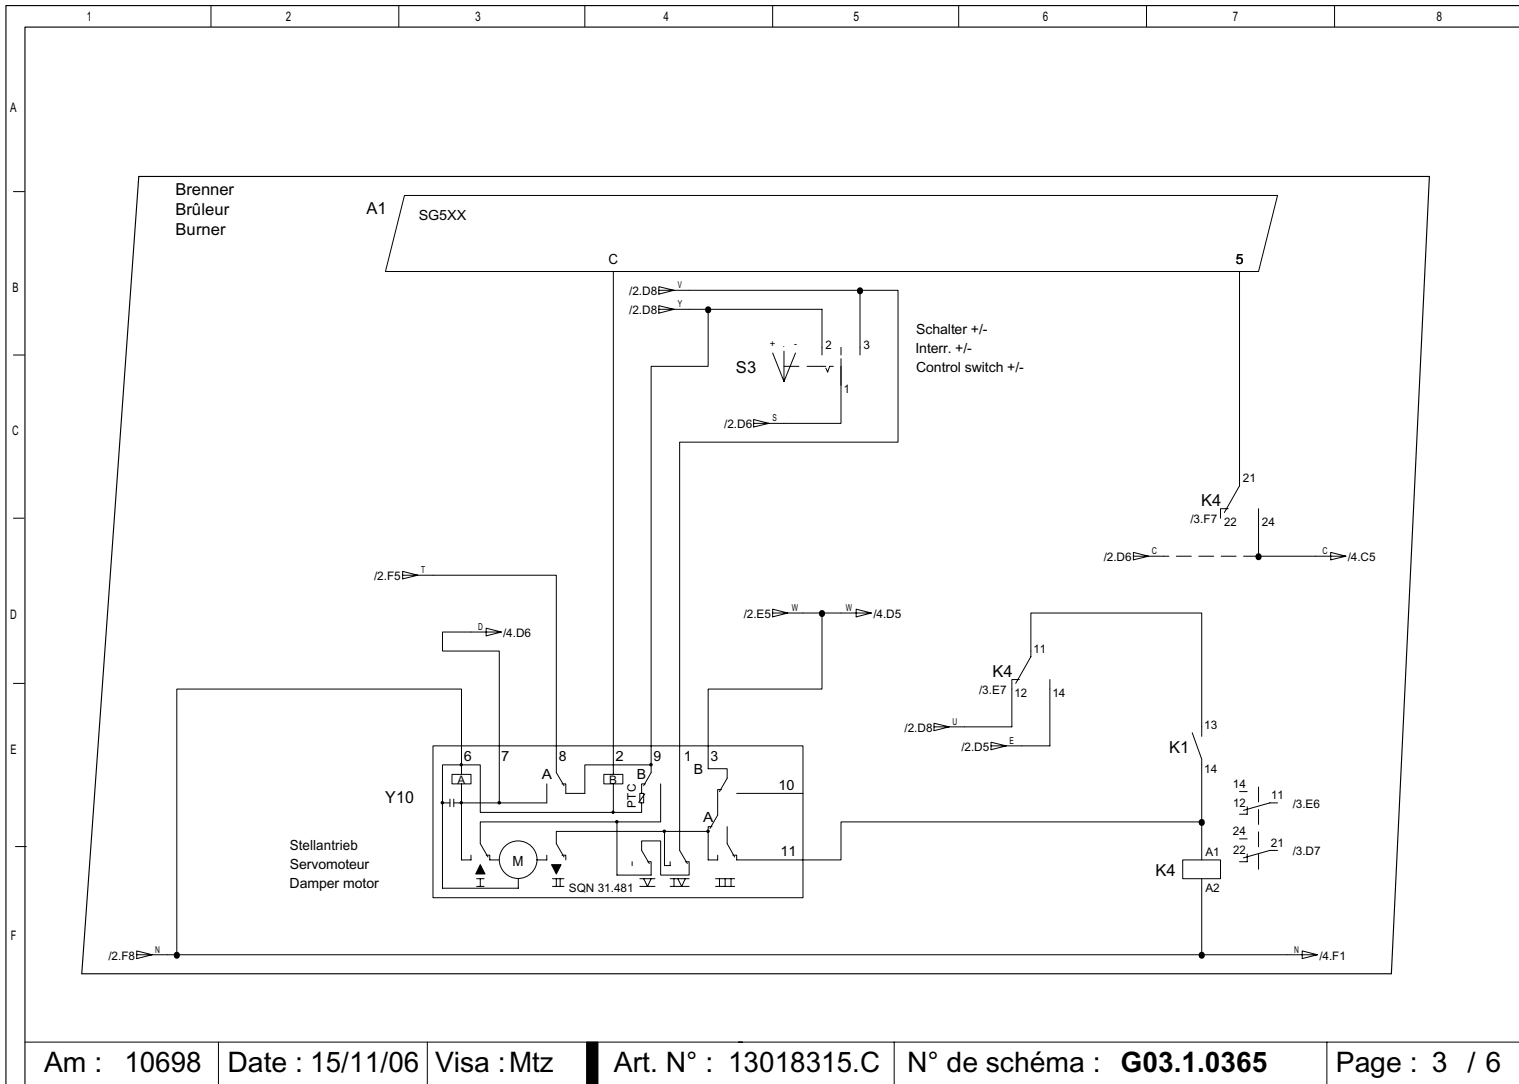 1 2 3 4 5 6 7 8
A
Brenner
Brûleur
Burner
A1 SG5XX
C 5
B
/2.D8 V
/2.D8 Y
Schalter +/-
Interr. +/-
Control switch +/-
+ . -
2 3
S3
1
/2.D6 S
C
21
K4
/3.F7 22 24
/2.D6 C C /4.C5
/2.F5 T
D
/2.E5 W W /4.D5
D /4.D6
11
K4
/3.E7 12 14
/2.D8 U
/2.D5 E
13
K1
14
E
6 7 8 2 9 1 3
A A B B B
PTC
10
Y10
A
11
14
12 11 /3.E6
24
22 21 /3.D7
Stellantrieb
Servomoteur
Damper motor
M
I II SQN 31.481 V IV III
A1
K4
A2
F
/2.F8 N N /4.F1
Am : 10698 Date : 15/11/06 Visa : Mtz Art. N° : 13018315.C N° de schéma : G03.1.0365 Page : 3 / 6